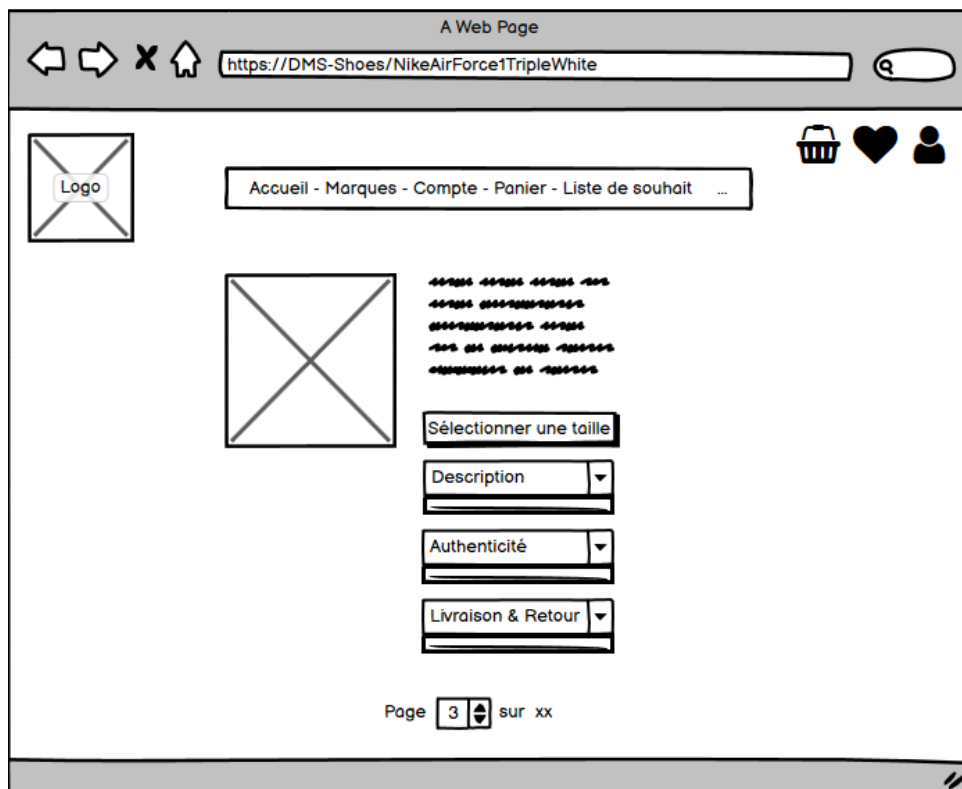 A Web Page
https://DMS-Shoes/NikeAirForce1TripleWhite
Logo
Accueil - Marques - Compte - Panier - Liste de souhait ...
Sélectionner une taille
Description
Authenticité
Livraison & Retour
Page 3 sur xx